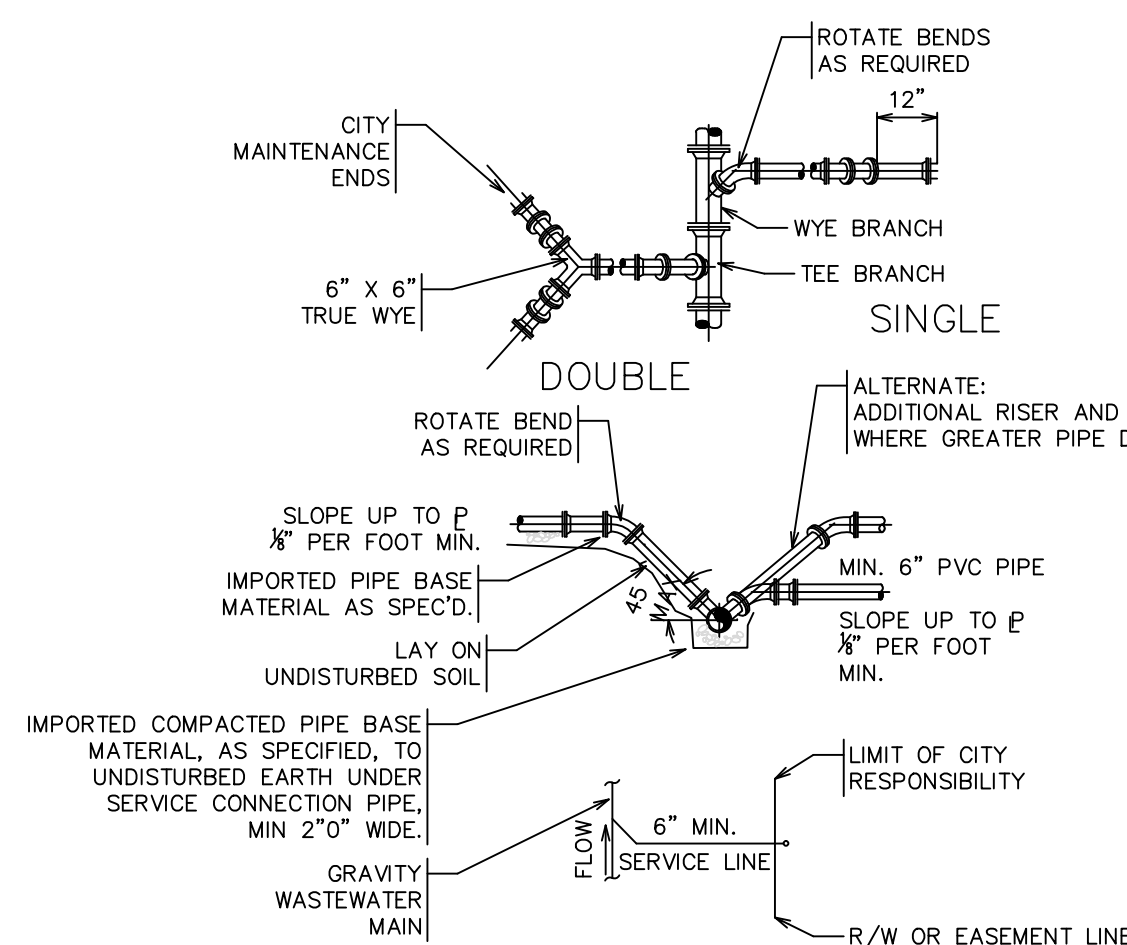 ROTATE BENDS
AS REQUIRED
12"
CITY
MAINTENANCE
ENDS
WYE BRANCH
TEE BRANCH
6" X 6"
TRUE WYE
SINGLE
DOUBLE
ALTERNATE:
ADDITIONAL RISER AND
WHERE GREATER PIPE
ROTATE BEND
AS REQUIRED
SLOPE UP TO ⅊
⅛" PER FOOT MIN.
IMPORTED PIPE BASE
MATERIAL AS SPEC'D.
45
MIN. 6" PVC PIPE
SLOPE UP TO ⅊
⅛" PER FOOT
MIN.
LAY ON
UNDISTURBED SOIL
IMPORTED COMPACTED PIPE BASE
MATERIAL, AS SPECIFIED, TO
UNDISTURBED EARTH UNDER
SERVICE CONNECTION PIPE,
MIN 2"0" WIDE.
LIMIT OF CITY
RESPONSIBILITY
6" MIN.
SERVICE LINE
FLOW
GRAVITY
WASTEWATER
MAIN
R/W OR EASEMENT LINE